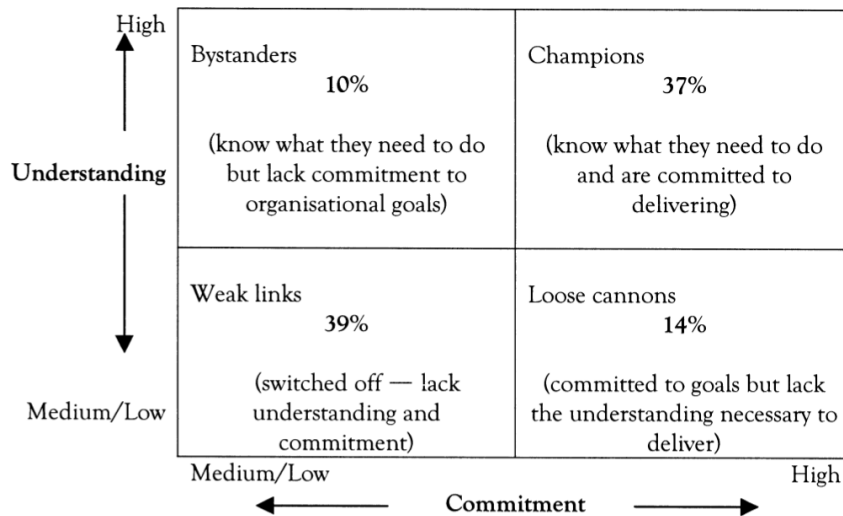 High
Bystanders
10%
(know what they need to do
but lack commitment to
organisational goals)
Champions
37%
(know what they need to do
and are committed to
delivering)
Understanding
Weak links
39%
(switched off — lack
understanding and
commitment)
Loose cannons
14%
(committed to goals but lack
the understanding necessary to
deliver)
Medium/Low
Medium/Low
High
Commitment